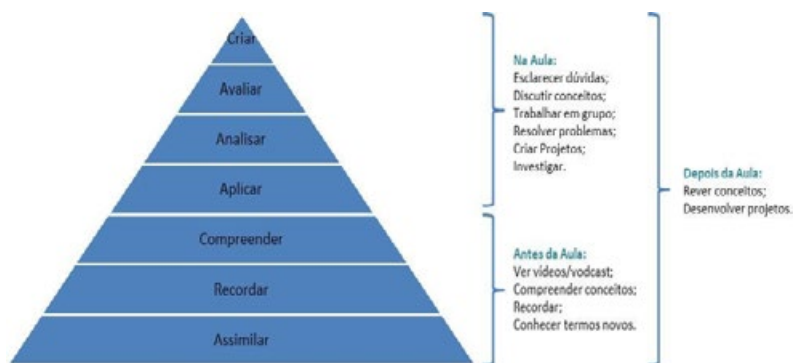 Criar
Avaliar
Analisar
Aplicar
Compreender
Recordar
Assimilar
Na Aula:
Esclarecer dúvidas;
Discutir conceitos;
Trabalhar em grupo;
Resolver problemas;
Criar Projetos;
Investigar.
Antes da Aula:
Ver vídeos/vodcast;
Compreender conceitos;
Recordar;
Conhecer termos novos.
Depois da Aula:
Rever conceitos;
Desenvolver projetos.